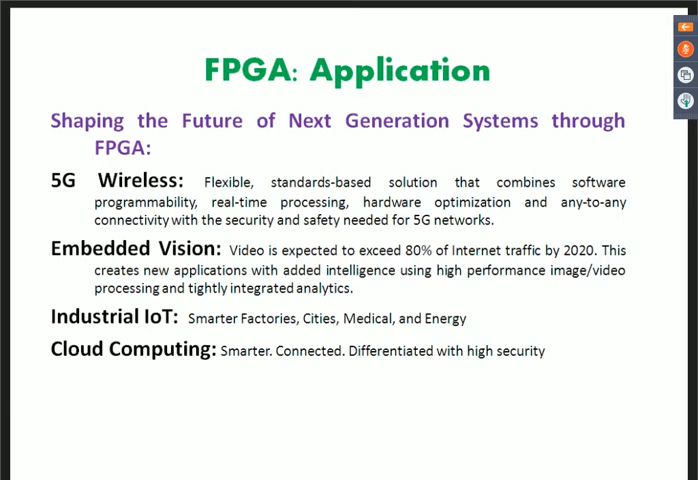 FPGA: Application
Shaping the Future of Next Generation Systems through
FPGA:
5G Wireless: Flexible, standards-based solution that combines software
programmability, real-time processing, hardware optimization and any-to-any
connectivity with the security and safety needed for 5G networks.
Embedded Vision: Video is expected to exceed 80% of Internet traffic by 2020. This
creates new applications with added intelligence using high performance image/video
processing and tightly integrated analytics.
Industrial IoT: Smarter Factories, Cities, Medical, and Energy
Cloud Computing: Smarter. Connected. Differentiated with high security